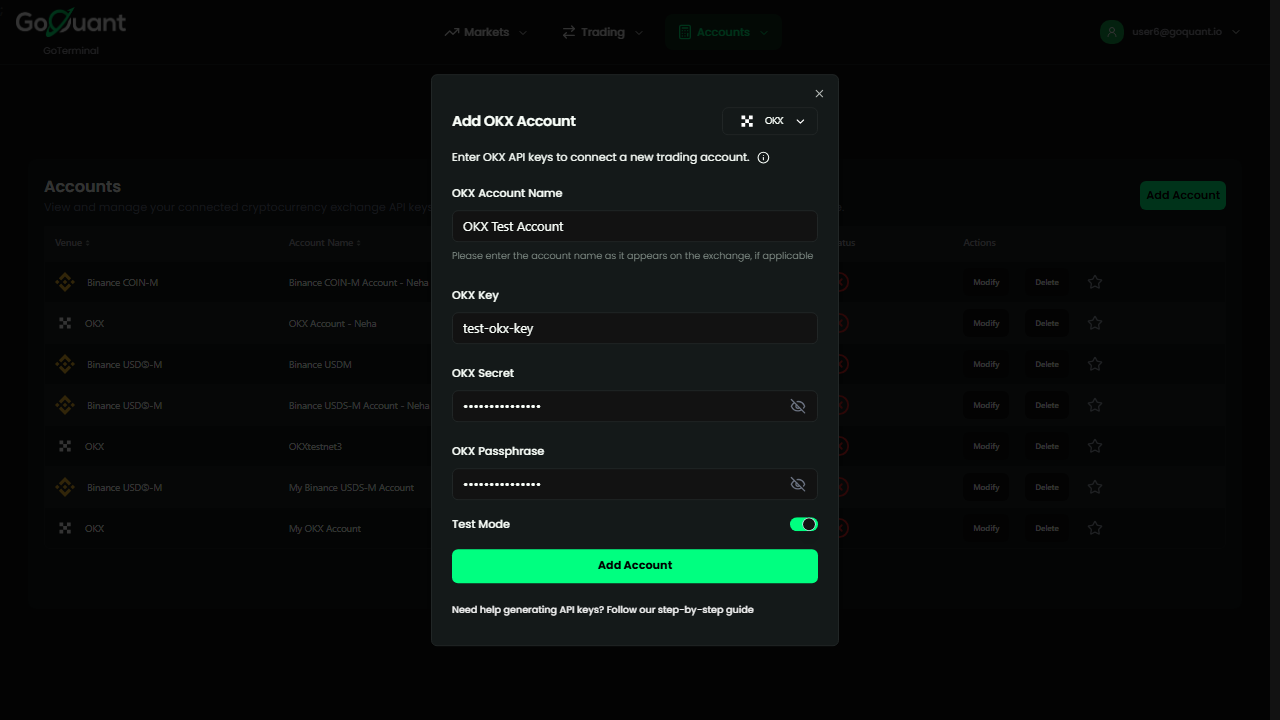 GoQuant
GoTerminal
Markets
Trading
Accounts
user6@goquant.io
Add OKX Account
OKX
Enter OKX API keys to connect a new trading account.
OKX Account Name
OKX Test Account
Please enter the account name as it appears on the exchange, if applicable
OKX Key
test-okx-key
OKX Secret
•••••••••••••••
OKX Passphrase
•••••••••••••••
Test Mode
Add Account
Need help generating API keys? Follow our step-by-step guide
Accounts
View and manage your connected cryptocurrency exchange API keys
Add Account
Venue Account Name Actions
Binance COIN-M Binance COIN-M Account - Neha Modify Delete
OKX OKX Account - Neha Modify Delete
Binance USDⓈ-M Binance USDM Modify Delete
Binance USDⓈ-M Binance USDS-M Account - Neha Modify Delete
OKX OKXtestnet3 Modify Delete
Binance USDⓈ-M My Binance USDS-M Account Modify Delete
OKX My OKX Account Modify Delete